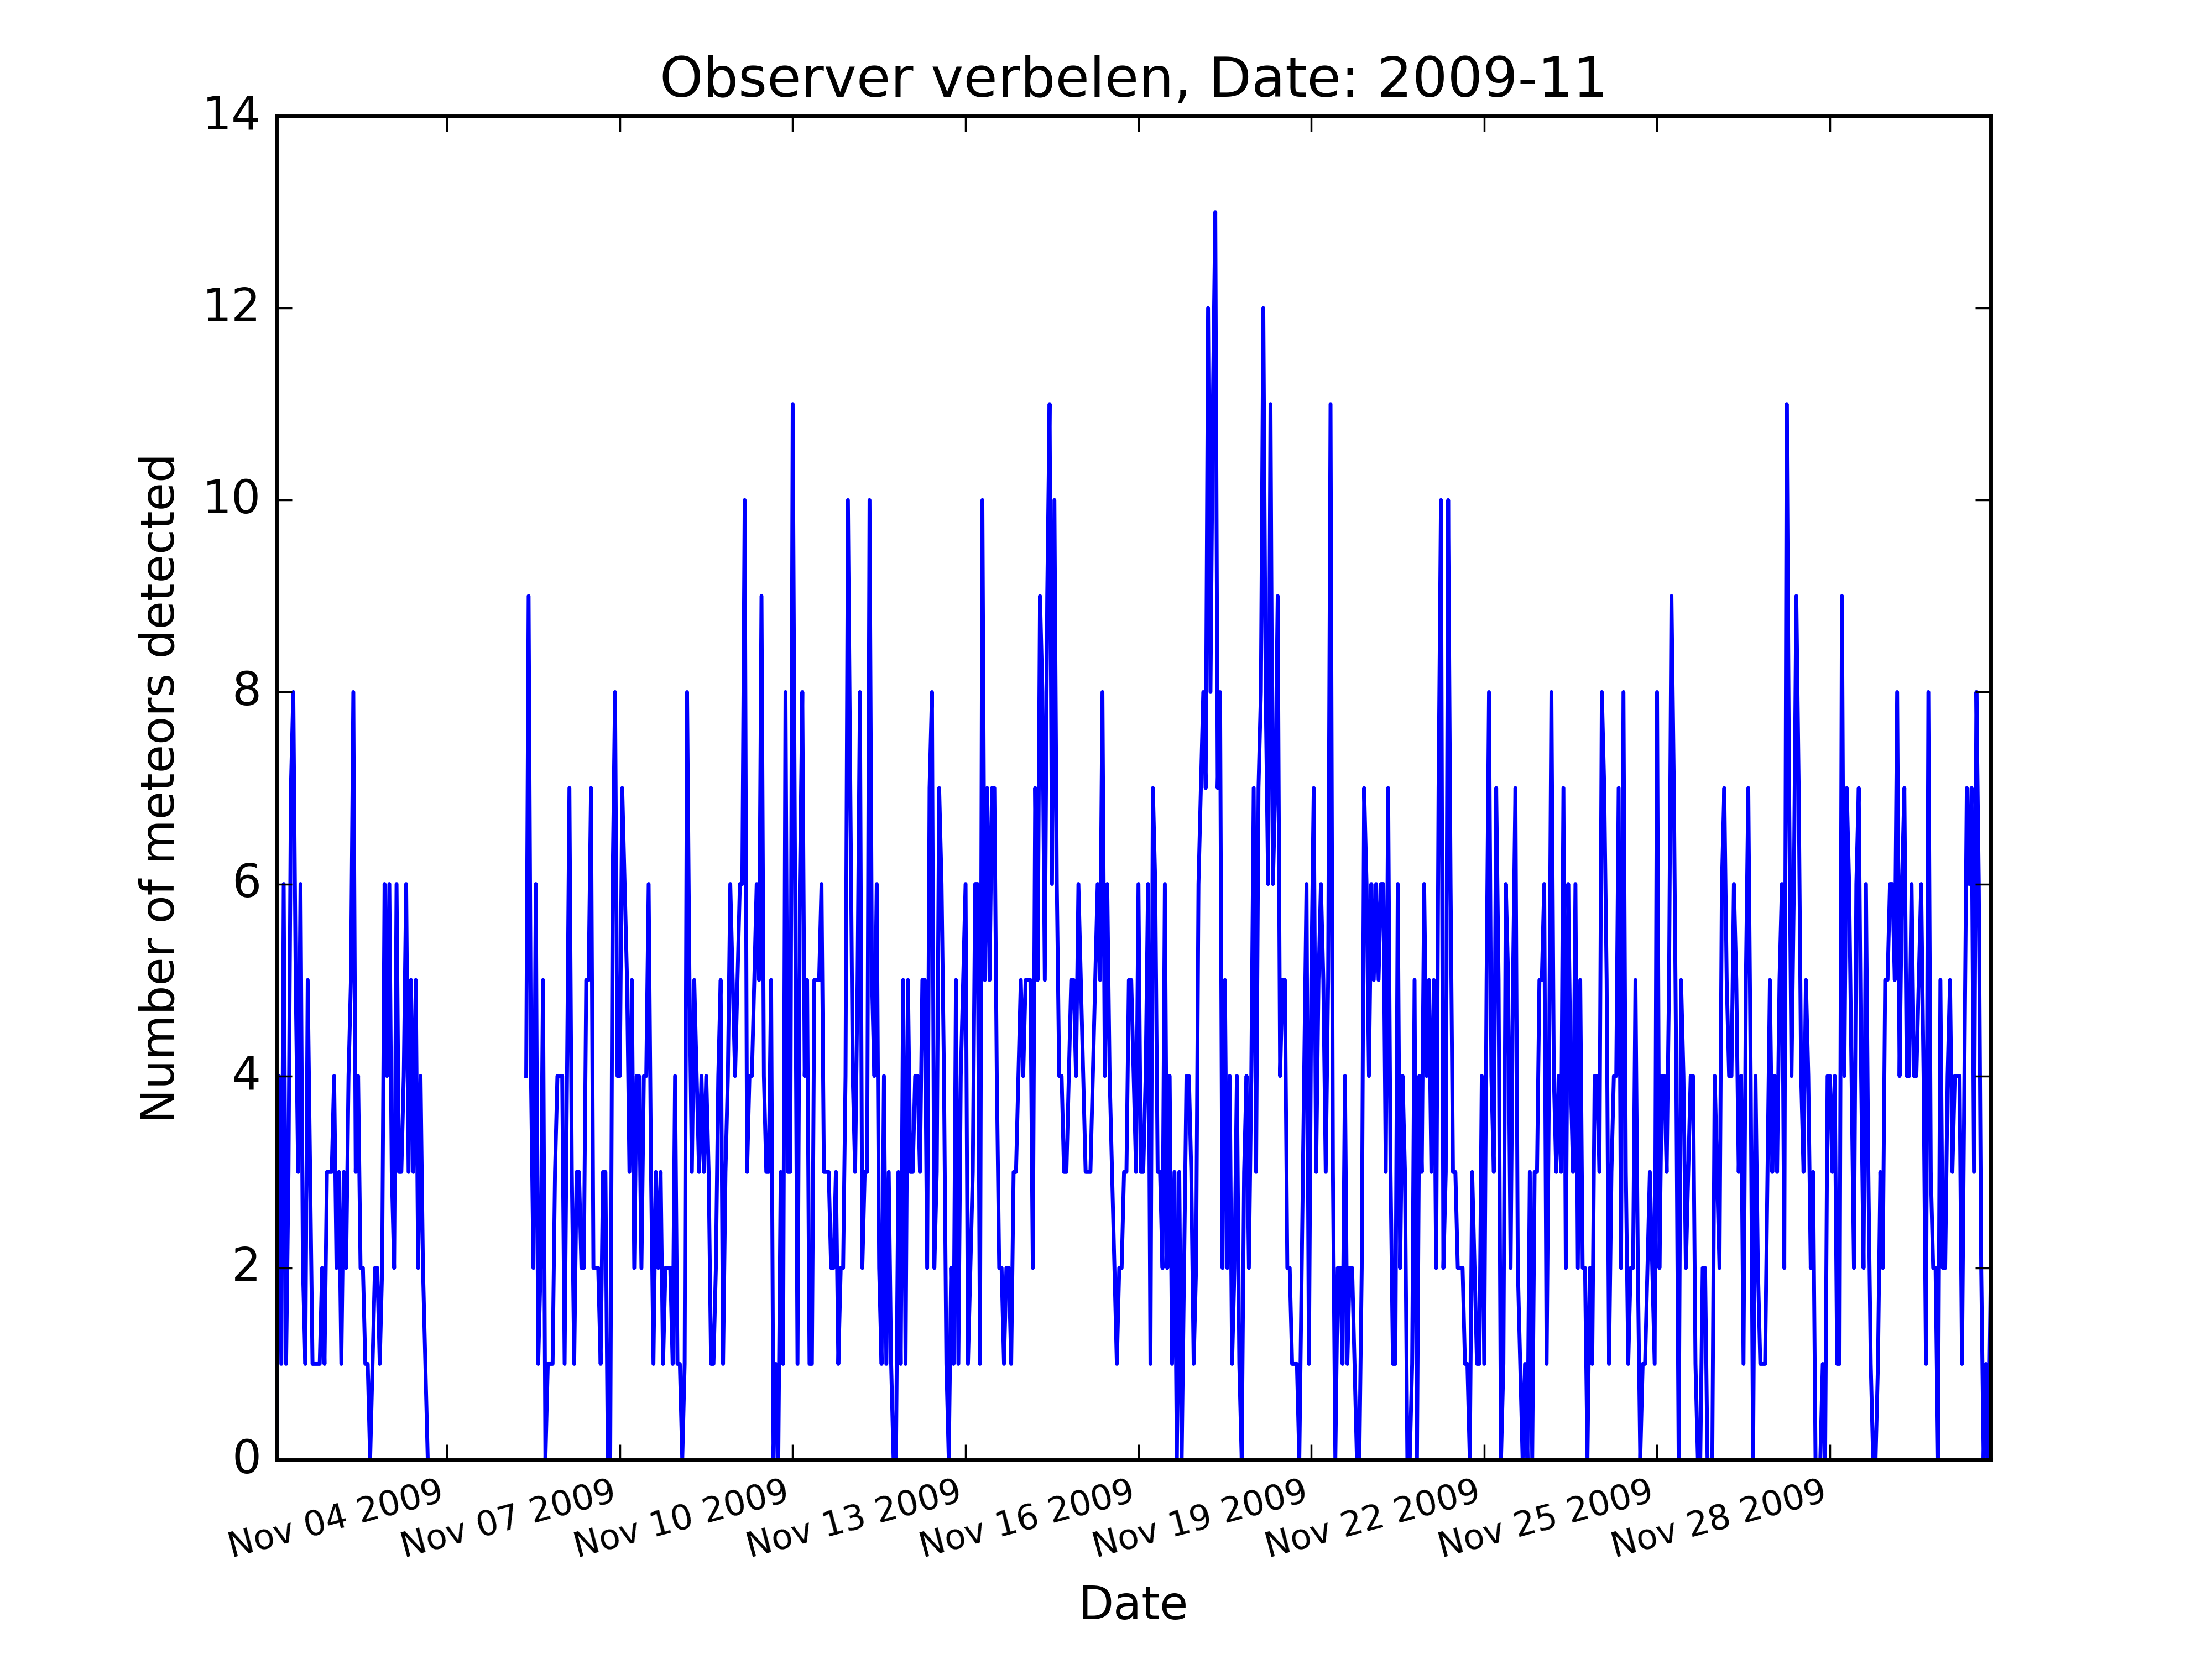 Observer verbelen, Date: 2009-11
14
12
10
8
6
4
2
0
Number of meteors detected
Nov 04 2009
Nov 07 2009
Nov 10 2009
Nov 13 2009
Nov 16 2009
Nov 19 2009
Nov 22 2009
Nov 25 2009
Nov 28 2009
Date